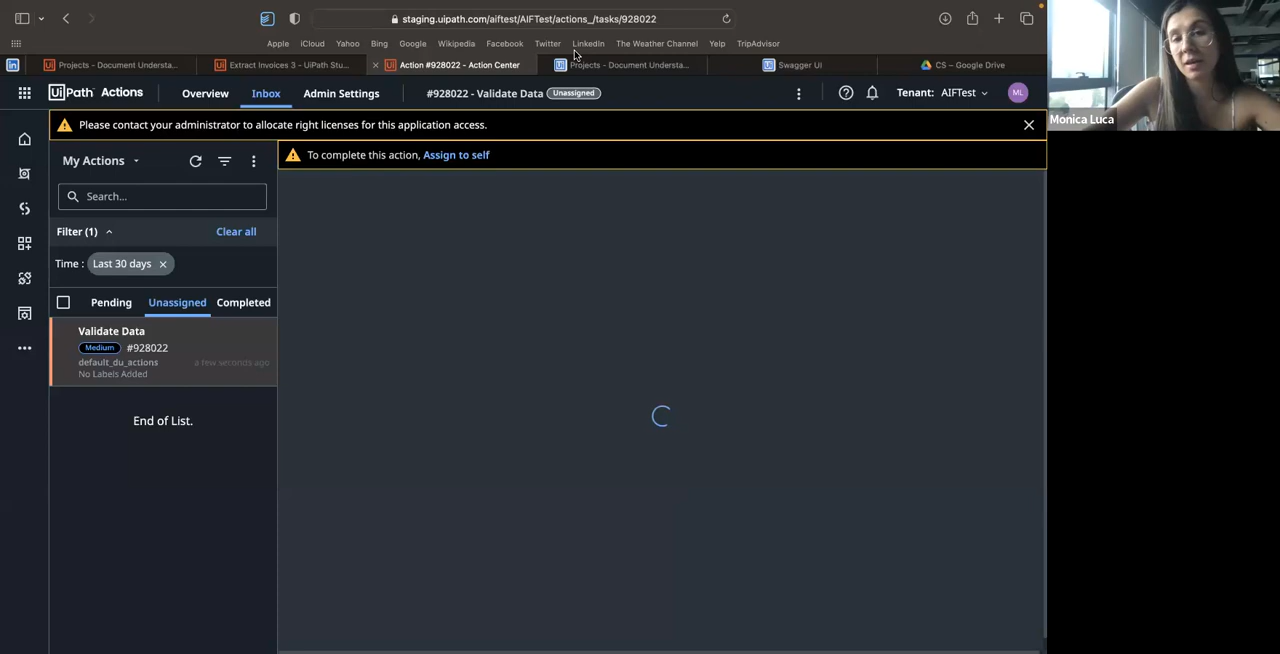 staging.uipath.com/aiftest/AIFTest/actions_/tasks/928022
Apple iCloud Yahoo Bing Google Wikipedia Facebook Twitter LinkedIn The Weather Channel Yelp TripAdvisor
Projects - Document Understa... Extract Invoices 3 - UiPath Stu... Action #928022 - Action Center Projects - Document Understa... Swagger UI CS – Google Drive
UiPath Actions Overview Inbox Admin Settings #928022 - Validate Data Unassigned Tenant: AIFTest ML
Monica Luca
Please contact your administrator to allocate right licenses for this application access.
My Actions
To complete this action, Assign to self
Search...
Filter (1) Clear all
Time : Last 30 days
Pending Unassigned Completed
Validate Data
Medium #928022
default_du_actions a few seconds ago
No Labels Added
End of List.